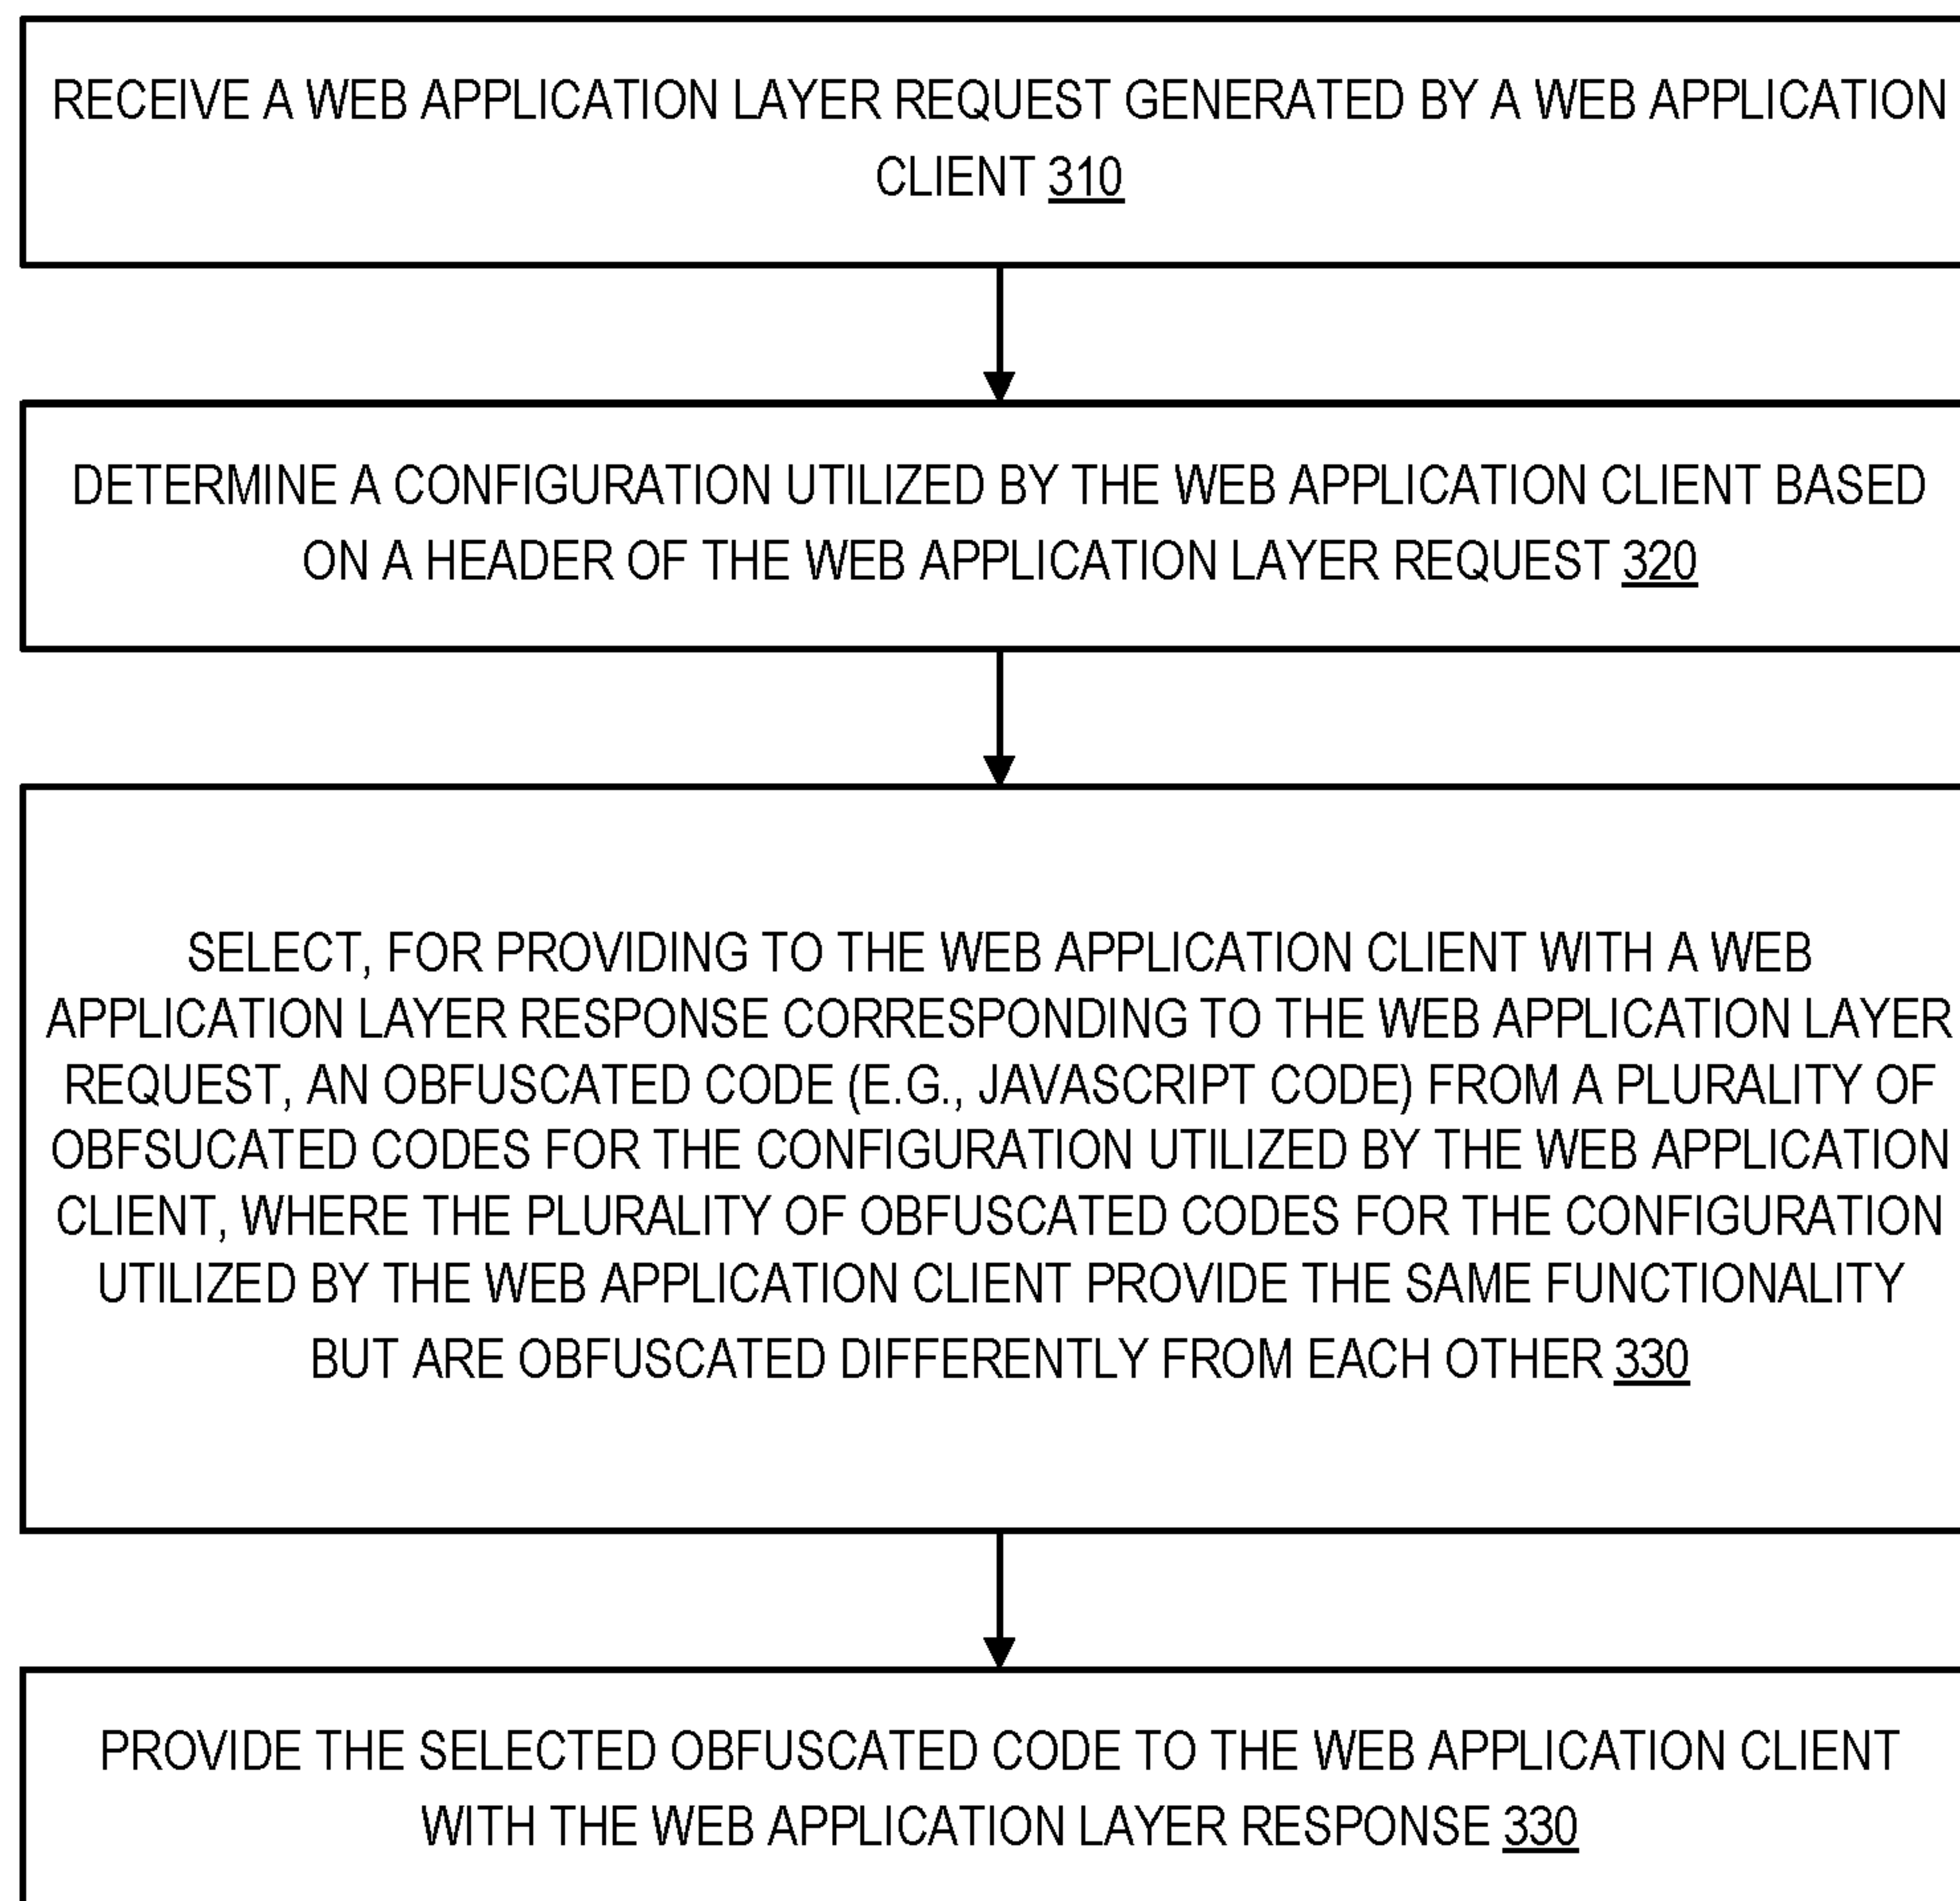 RECEIVE A WEB APPLICATION LAYER REQUEST GENERATED BY A WEB APPLICATION
CLIENT 310
DETERMINE A CONFIGURATION UTILIZED BY THE WEB APPLICATION CLIENT BASED
ON A HEADER OF THE WEB APPLICATION LAYER REQUEST 320
SELECT, FOR PROVIDING TO THE WEB APPLICATION CLIENT WITH A WEB
APPLICATION LAYER RESPONSE CORRESPONDING TO THE WEB APPLICATION LAYER
REQUEST, AN OBFUSCATED CODE (E.G., JAVASCRIPT CODE) FROM A PLURALITY OF
OBFSUCATED CODES FOR THE CONFIGURATION UTILIZED BY THE WEB APPLICATION
CLIENT, WHERE THE PLURALITY OF OBFUSCATED CODES FOR THE CONFIGURATION
UTILIZED BY THE WEB APPLICATION CLIENT PROVIDE THE SAME FUNCTIONALITY
BUT ARE OBFUSCATED DIFFERENTLY FROM EACH OTHER 330
PROVIDE THE SELECTED OBFUSCATED CODE TO THE WEB APPLICATION CLIENT
WITH THE WEB APPLICATION LAYER RESPONSE 330